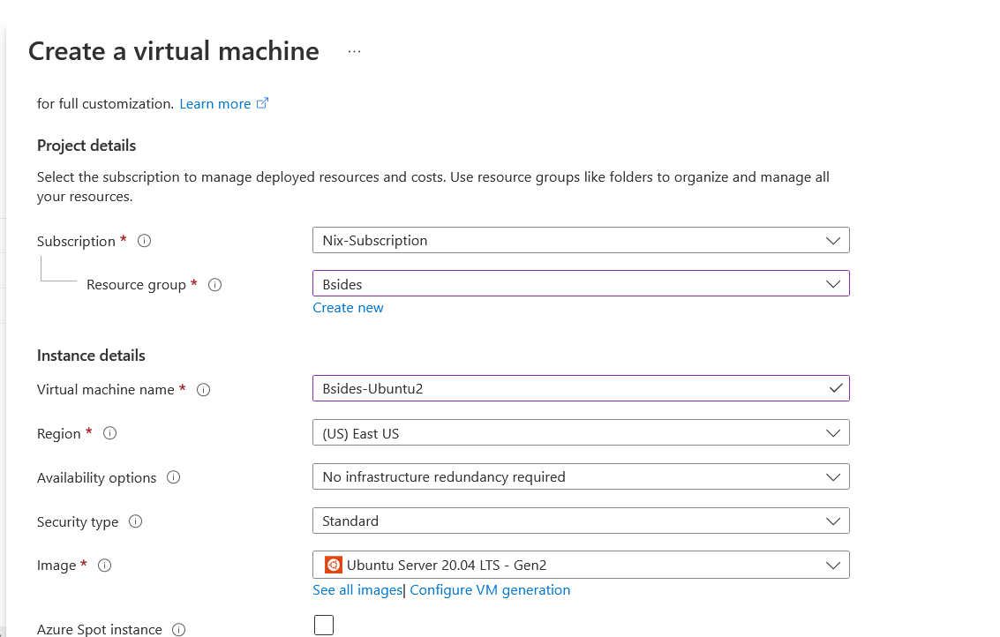 Create a virtual machine ...
for full customization. Learn more
Project details
Select the subscription to manage deployed resources and costs. Use resource groups like folders to organize and manage all
your resources.
Subscription * Nix-Subscription
Resource group * Bsides
Create new
Instance details
Virtual machine name * Bsides-Ubuntu2
Region * (US) East US
Availability options No infrastructure redundancy required
Security type Standard
Image * Ubuntu Server 20.04 LTS - Gen2
See all images| Configure VM generation
Azure Spot instance